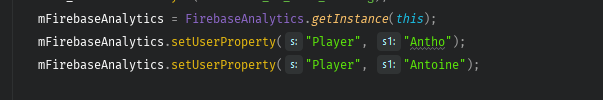 mFirebaseAnalytics = FirebaseAnalytics.getInstance(this);
mFirebaseAnalytics.setUserProperty( s: "Player", s1: "Antho");
mFirebaseAnalytics.setUserProperty( s: "Player", s1: "Antoine");